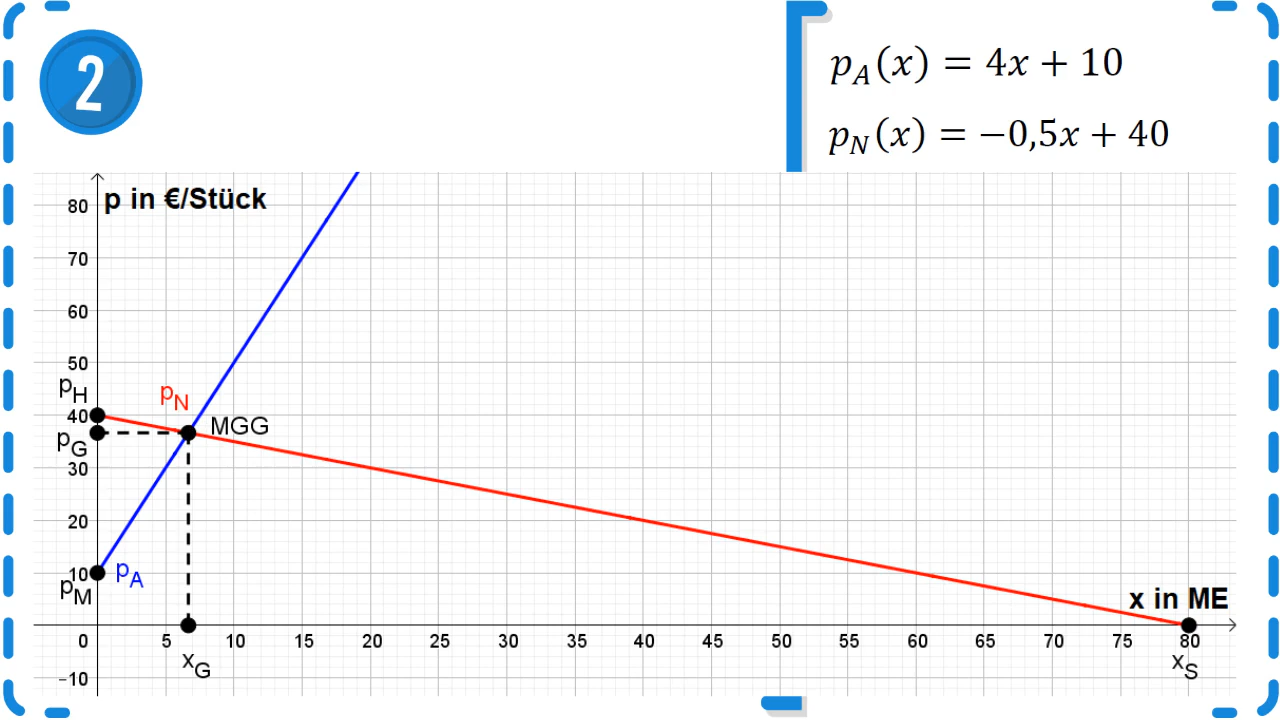 2
p_A(x) = 4x + 10
p_N(x) = −0,5x + 40
p in €/Stück
80
70
60
50
p_H
p_N
40
MGG
p_G
30
20
10
p_A
p_M
x in ME
0 5 10 15 20 25 30 35 40 45 50 55 60 65 70 75 80
x_G
x_S
−10